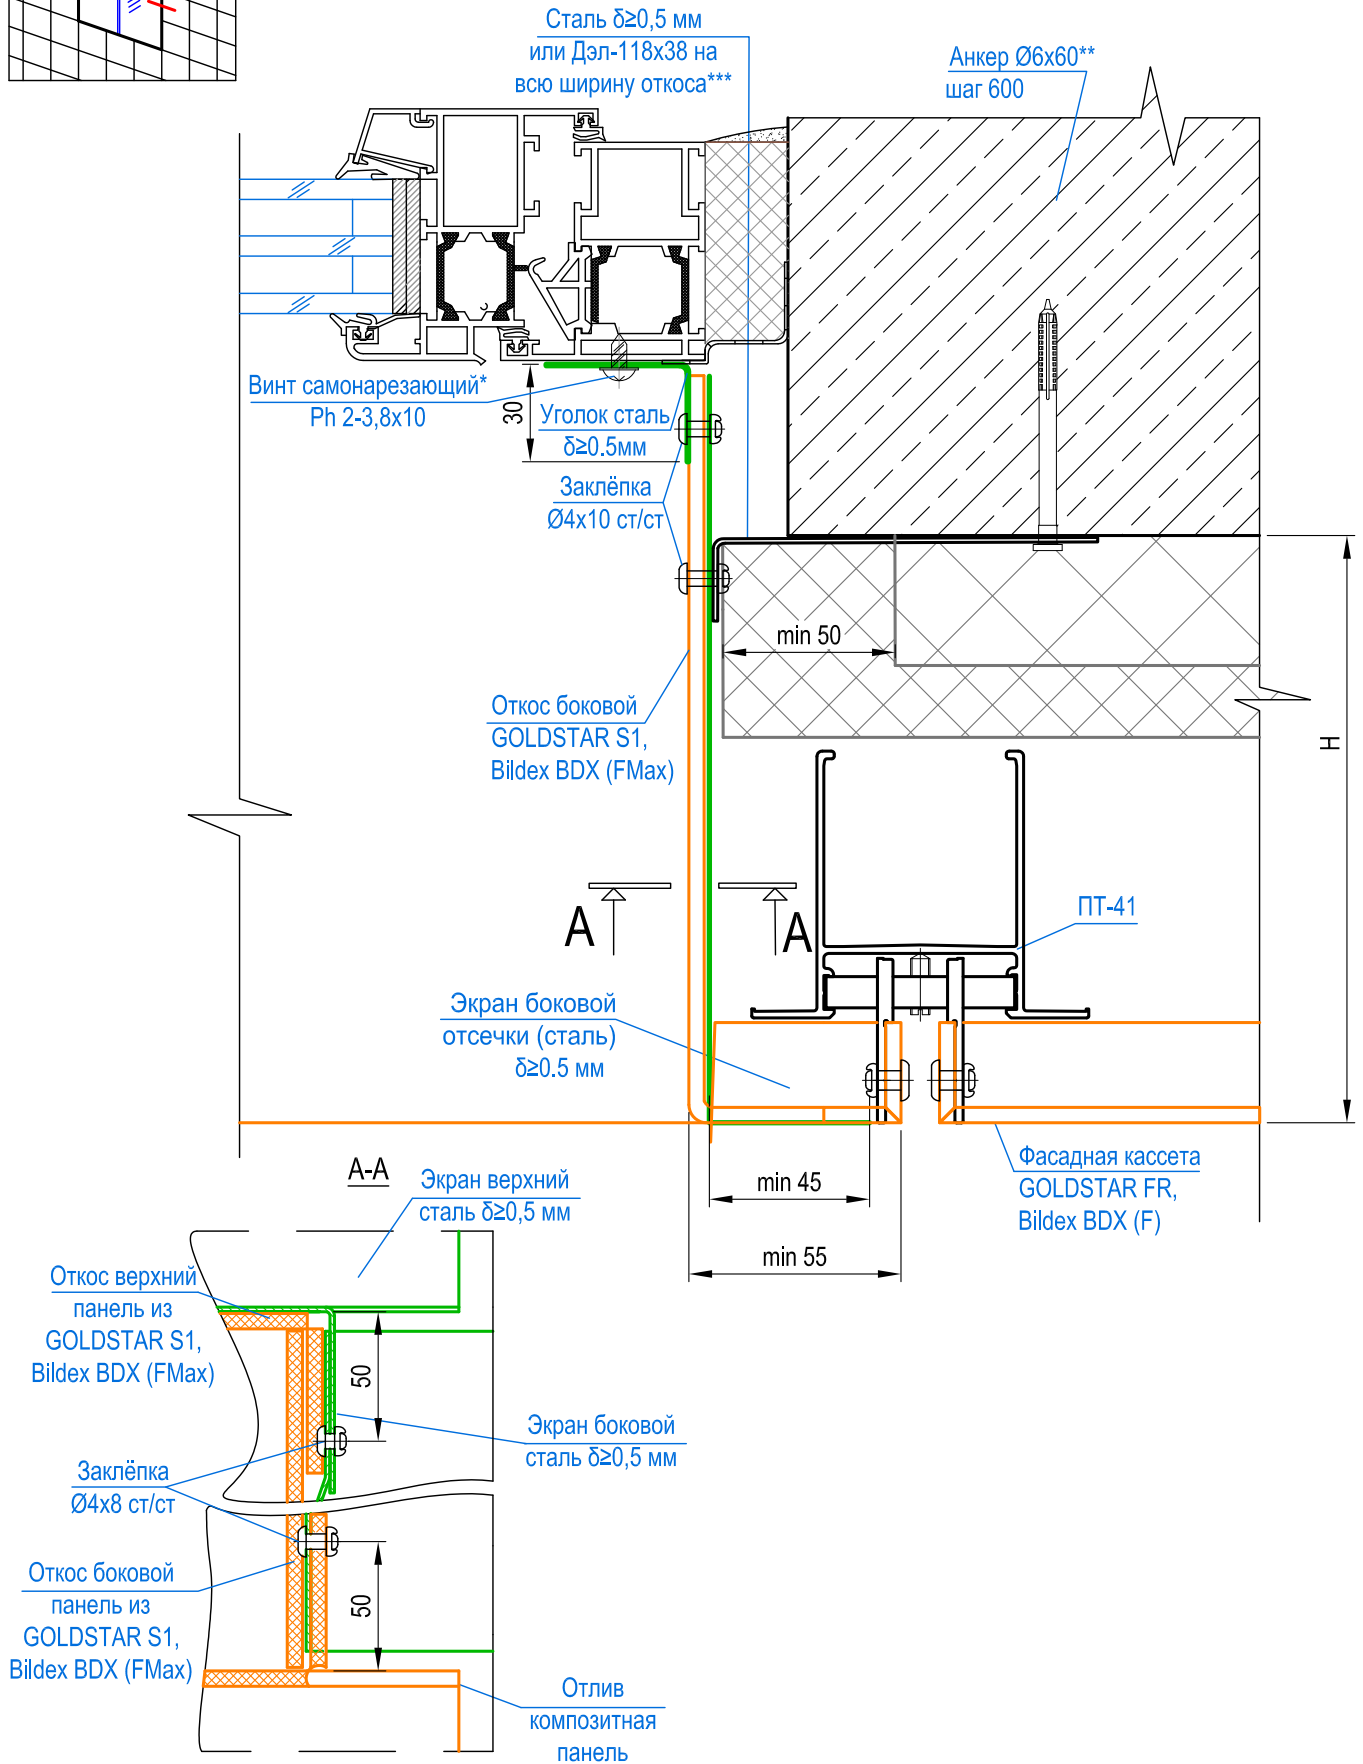 Сталь δ≥0,5 мм
или Дэл-118х38 на
всю ширину откоса***
Анкер Ø6х60**
шаг 600
Винт самонарезающий*
Ph 2-3,8x10
30
Уголок сталь
δ≥0.5мм
Заклёпка
Ø4х10 ст/ст
min 50
Откос боковой
GOLDSTAR S1,
Bildex BDX (FMax)
H
А
А
ПТ-41
Экран боковой
отсечки (сталь)
δ≥0.5 мм
min 45
min 55
Фасадная кассета
GOLDSTAR FR,
Bildex BDX (F)
А-А
Экран верхний
сталь δ≥0,5 мм
Откос верхний
панель из
GOLDSTAR S1,
Bildex BDX (FMax)
50
Экран боковой
сталь δ≥0,5 мм
Заклёпка
Ø4х8 ст/ст
Откос боковой
панель из
GOLDSTAR S1,
Bildex BDX (FMax)
50
Отлив
композитная
панель